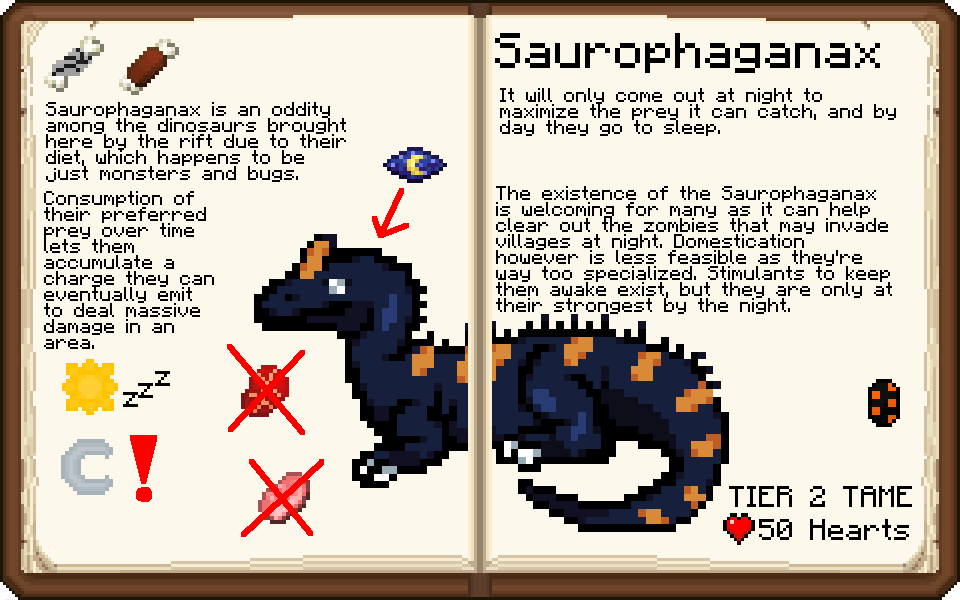 Saurophaganax is an oddity
among the dinosaurs brought
here by the rift due to their
diet, which happens to be
just monsters and bugs.
Consumption of
their preferred
prey over time
lets them
accumulate a
charge they can
eventually emit
to deal massive
damage in an
area.
zzz
Saurophaganax
It will only come out at night to
maximize the prey it can catch, and by
day they go to sleep.
The existence of the Saurophaganax
is welcoming for many as it can help
clear out the zombies that may invade
villages at night. Domestication
however is less feasible as they're
way too specialized. Stimulants to keep
them awake exist, but they are only at
their strongest by the night.
TIER 2 TAME
50 Hearts